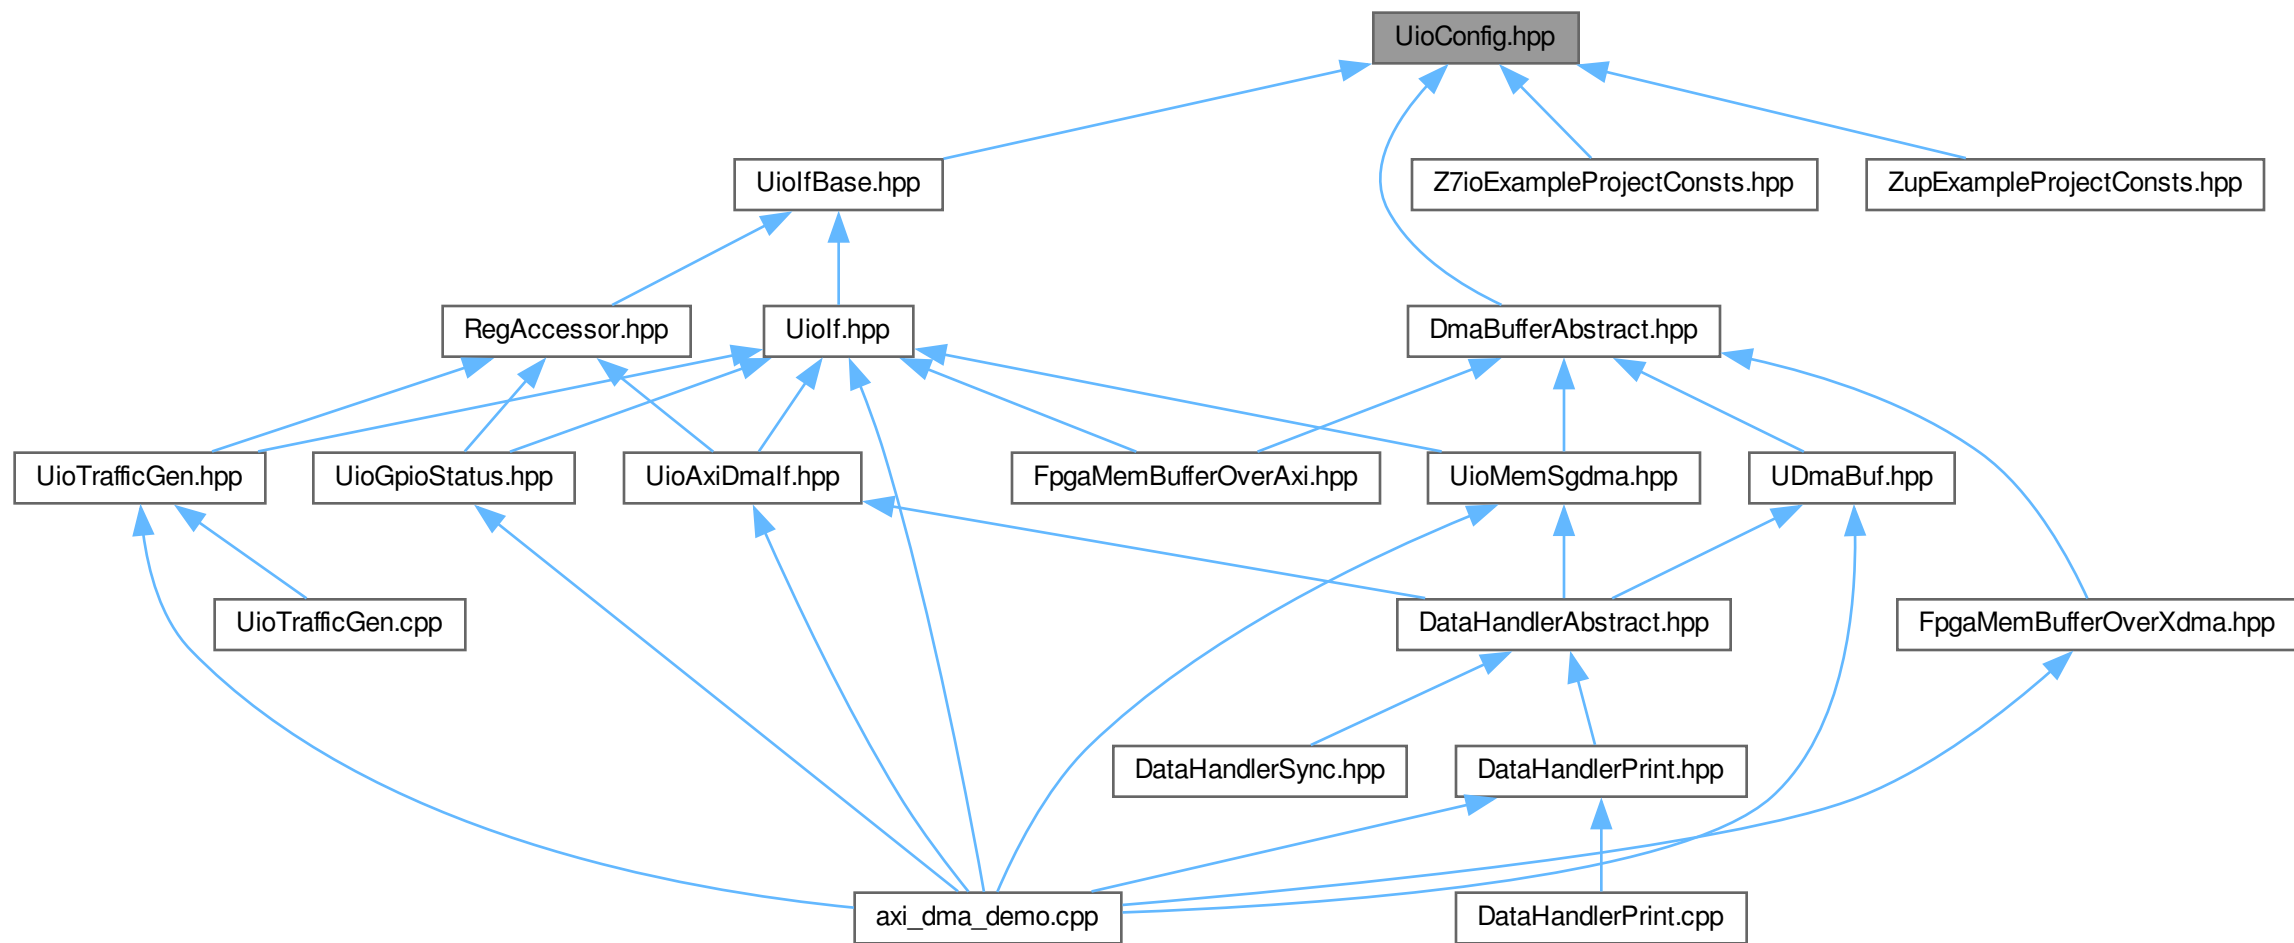 UioConfig.hpp
UioIfBase.hpp
Z7ioExampleProjectConsts.hpp
ZupExampleProjectConsts.hpp
RegAccessor.hpp
UioIf.hpp
DmaBufferAbstract.hpp
UioTrafficGen.hpp
UioGpioStatus.hpp
UioAxiDmaIf.hpp
FpgaMemBufferOverAxi.hpp
UioMemSgdma.hpp
UDmaBuf.hpp
UioTrafficGen.cpp
DataHandlerAbstract.hpp
FpgaMemBufferOverXdma.hpp
DataHandlerSync.hpp
DataHandlerPrint.hpp
axi_dma_demo.cpp
DataHandlerPrint.cpp